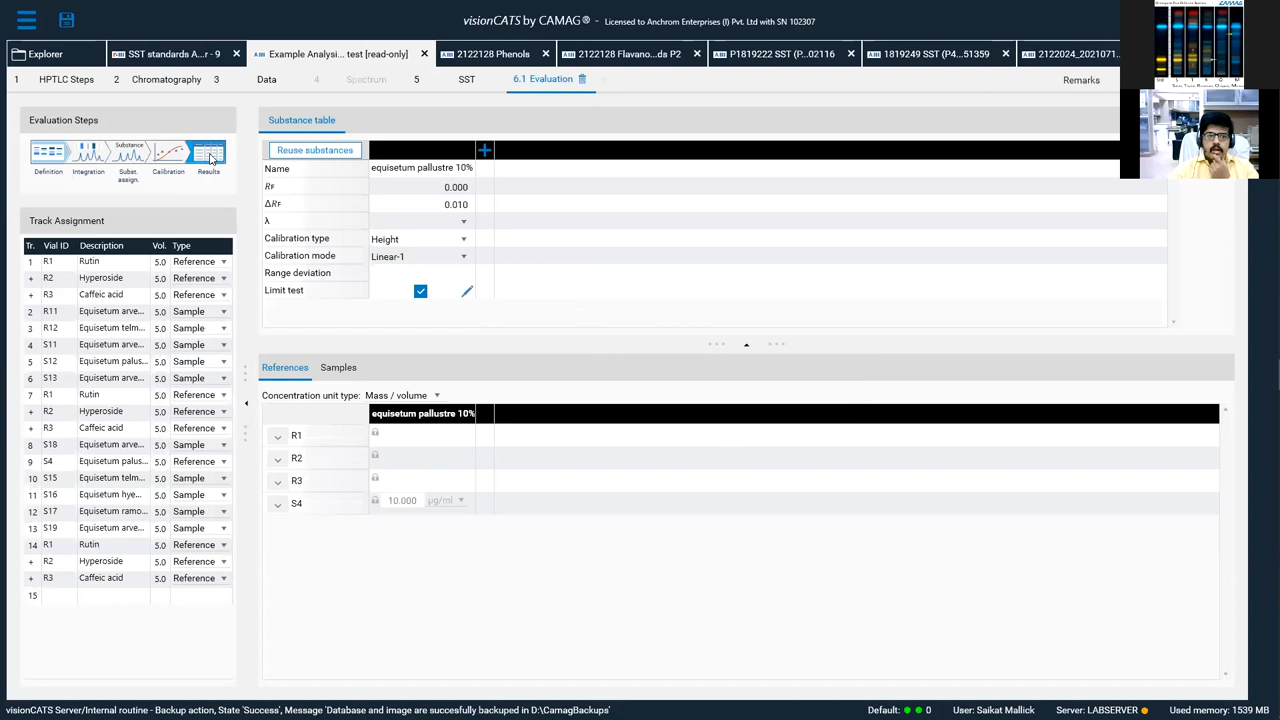 visionCATS by CAMAG® - Licensed to Anchrom Enterprises (I) Pvt. Ltd with SN 102307
CAMAG
Explorer
SST standards A...r - 9
Example Analysi... test [read-only]
2122128 Flavo...ds P2
1819222 SST (P...02116
1819249 SST (P4...51359
2122024_2021071...
1 HPTLC Steps 2 Chromatography 3 Data 4 Spectrum 5 SST 6.1 Evaluation Remarks
Evaluation Steps
Definition Integration Substance Subst. assign. Calibration Results
Track Assignment
Tr. Vial ID Description Vol. Type
1 R1 Rutin 5.0 Reference
+ R2 Hyperoside 5.0 Reference
+ R3 Caffeic acid 5.0 Reference
2 R11 Equisetum arve... 5.0 Sample
3 R12 Equisetum telm... 5.0 Sample
4 S11 Equisetum arve... 5.0 Sample
5 S12 Equisetum palus... 5.0 Sample
6 S13 Equisetum arve... 5.0 Sample
7 R1 Rutin 5.0 Reference
+ R2 Hyperoside 5.0 Reference
+ R3 Caffeic acid 5.0 Reference
8 S18 Equisetum arve... 5.0 Sample
9 S4 Equisetum palus... 5.0 Reference
10 S15 Equisetum telm... 5.0 Sample
11 S16 Equisetum hye... 5.0 Sample
12 S17 Equisetum ramo... 5.0 Sample
13 S19 Equisetum arve... 5.0 Sample
14 R1 Rutin 5.0 Reference
+ R2 Hyperoside 5.0 Reference
+ R3 Caffeic acid 5.0 Reference
15
Substance table
Reuse substances
Name equisetum pallustre 10%
RF 0.000
ΔRF 0.010
λ
Calibration type Height
Calibration mode Linear-1
Range deviation
Limit test
References Samples
Concentration unit type: Mass / volume
equisetum pallustre 10%
R1
R2
R3
S4 10.000 µg/ml
visionCATS Server/Internal routine - Backup action, State 'Success', Message 'Database and image are succesfully backuped in D:\CamagBackups' Default: 0 User: Saikat Mallick Server: LABSERVER Used memory: 1539 MB